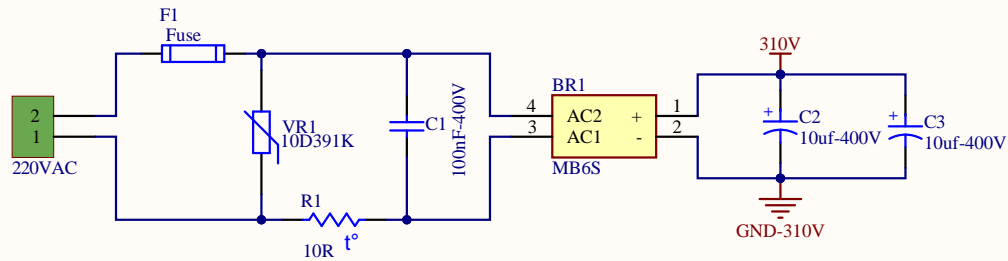 F1
Fuse
2
1
220VAC
VR1
10D391K
R1
t°
10R
C1
100nF-400V
BR1
4
3
AC2
AC1
+
-
1
2
MB6S
310V
+
C2
10uf-400V
+
C3
10uf-400V
GND-310V